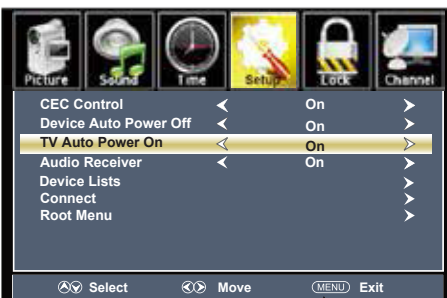 Picture Sound Time Setup Lock Channel
CEC Control On
Device Auto Power Off On
TV Auto Power On On
Audio Receiver On
Device Lists
Connect
Root Menu
Select Move MENU Exit